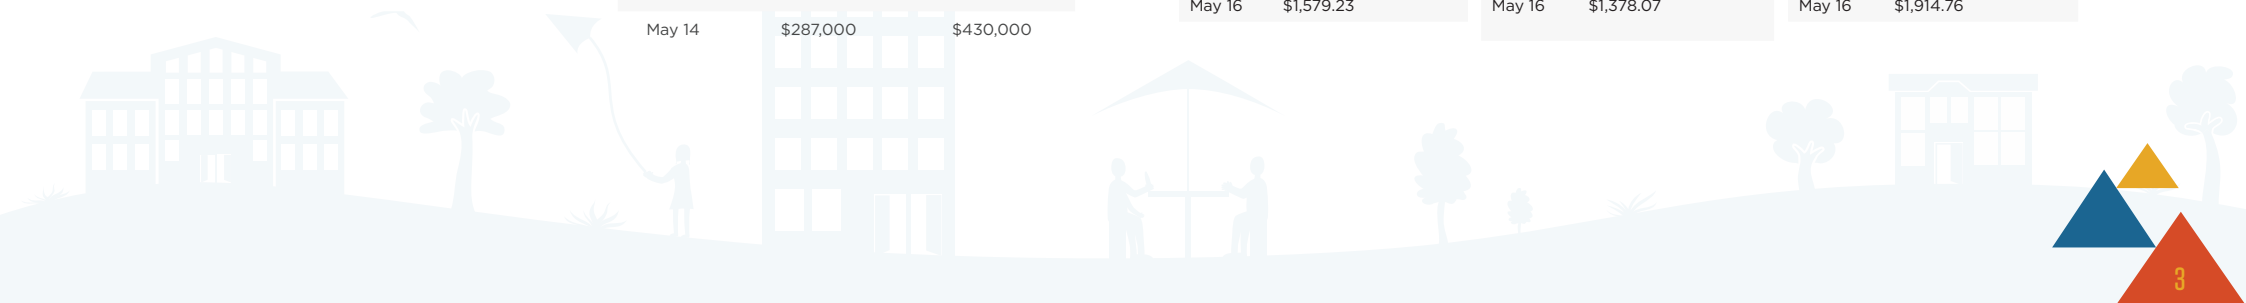 May 16 $1,579.23
May 16 $1,378.07
May 16 $1,914.76
May 14 $287,000 $430,000
3